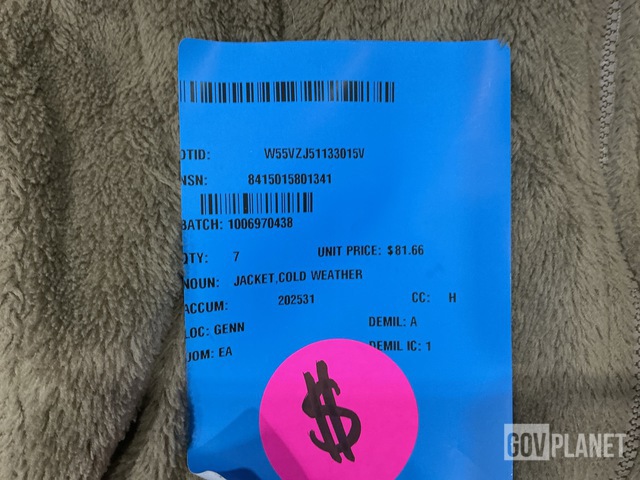 DTID: W55VZJ51133015V
NSN: 8415015801341
BATCH: 1006970438
QTY: 7 UNIT PRICE: $81.66
NOUN: JACKET,COLD WEATHER
ACCUM: 202531 CC: H
LOC: GENN DEMIL: A
UOM: EA DEMIL IC: 1
$
GOVPLANET